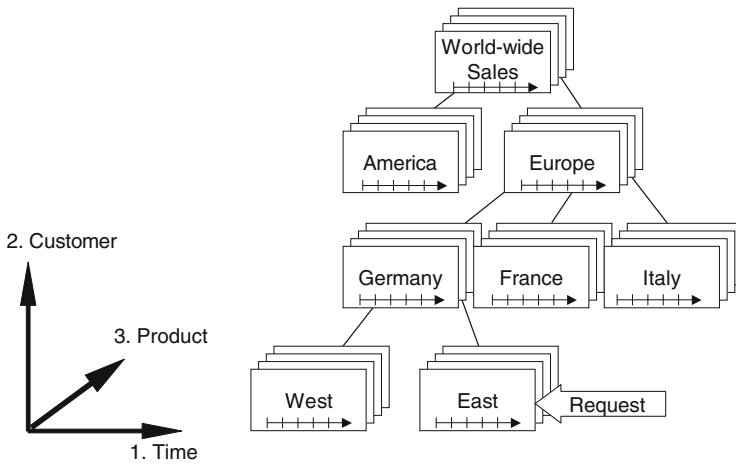 World-wide
Sales
America
Europe
2. Customer
Germany
France
Italy
3. Product
West
East
Request
1. Time